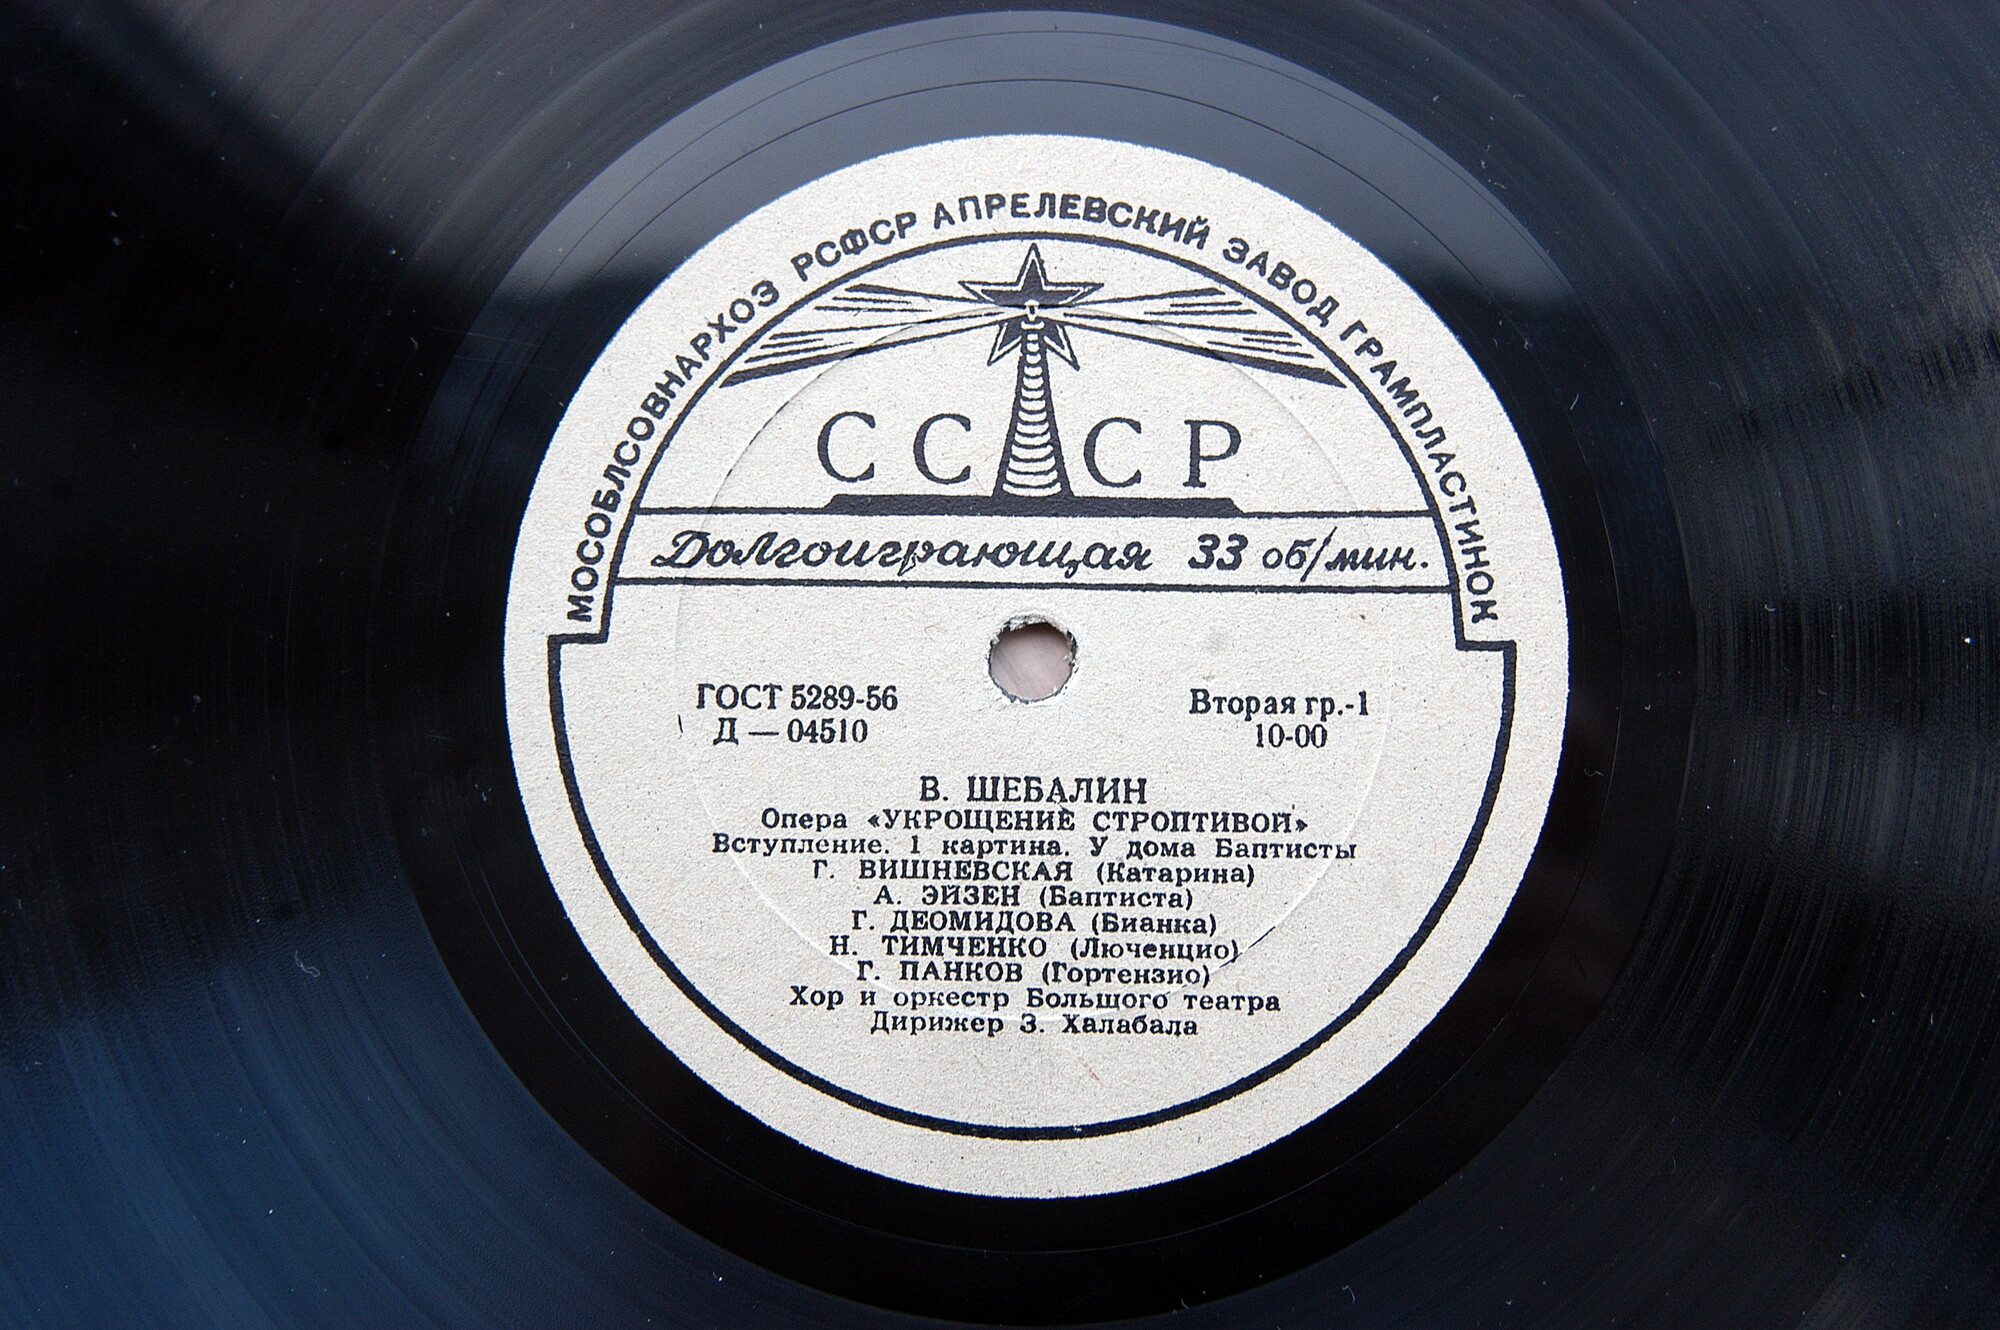 МОСОБЛСОВНАРХОЗ РСФСР АПРЕЛЕВСКИЙ ЗАВОД ГРАМПЛАСТИНОК
СССР
Долгоиграющая 33 об/мин.
ГОСТ 5289-56 Вторая гр.-1
Д — 04510 10-00
В. ШЕБАЛИН
Опера «УКРОЩЕНИЕ СТРОПТИВОЙ»
Вступление. 1 картина. У дома Баптисты
Г. ВИШНЕВСКАЯ (Катарина)
А. ЭЙЗЕН (Баптиста)
Г. ДЕОМИДОВА (Бианка)
Н. ТИМЧЕНКО (Люченцио)
Г. ПАНКОВ (Гортензио)
Хор и оркестр Большого театра
Дирижер З. Халабала